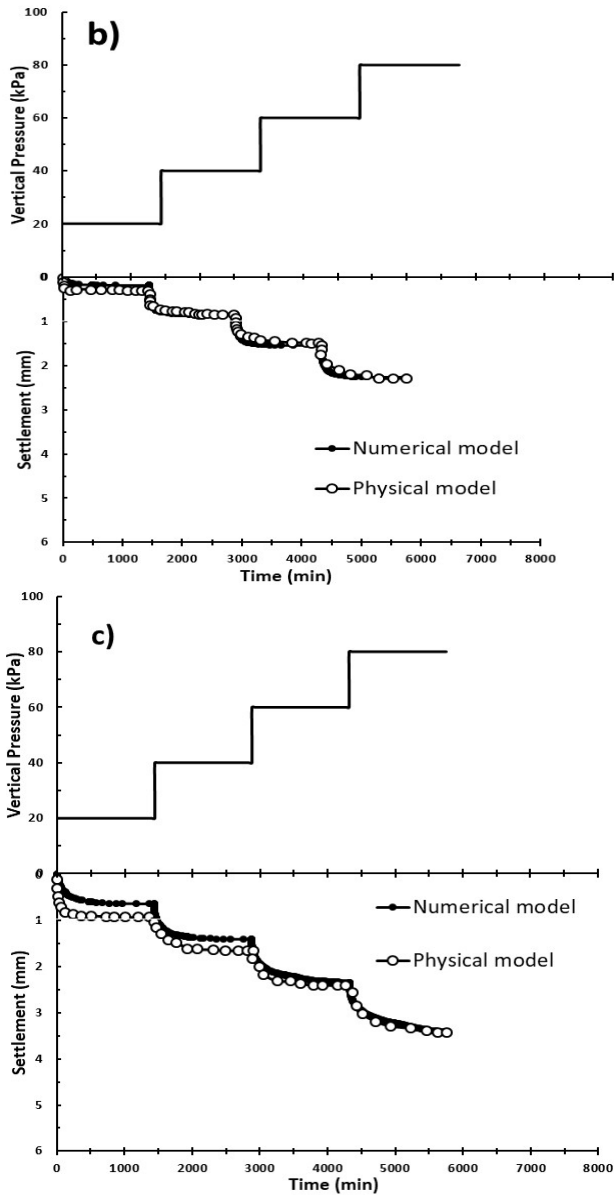 b)
100
80
60
40
20
0
Vertical Pressure (kPa)
1
2
3
4
5
6
Settlement (mm)
Numerical model
Physical model
0 1000 2000 3000 4000 5000 6000 7000 8000
Time (min)
c)
100
80
60
40
20
0
Vertical Pressure (kPa)
1
2
3
4
5
6
Settlement (mm)
Numerical model
Physical model
0 1000 2000 3000 4000 5000 6000 7000 8000
Time (min)